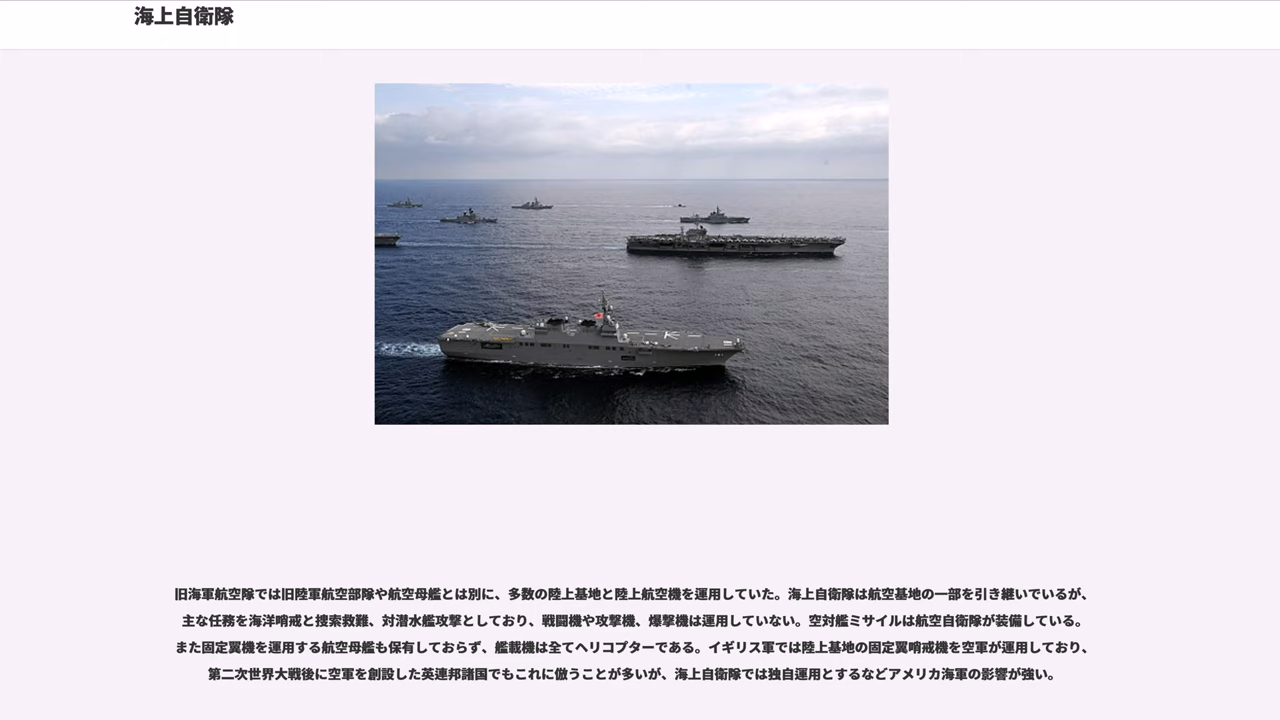 海上自衛隊
旧海軍航空隊では旧陸軍航空部隊や航空母艦とは別に、多数の陸上基地と陸上航空機を運用していた。海上自衛隊は航空基地の一部を引き継いでいるが、
主な任務を海洋哨戒と捜索救難、対潜水艦攻撃としており、戦闘機や攻撃機、爆撃機は運用していない。空対艦ミサイルは航空自衛隊が装備している。
また固定翼機を運用する航空母艦も保有しておらず、艦載機は全てヘリコプターである。イギリス軍では陸上基地の固定翼哨戒機を空軍が運用しており、
第二次世界大戦後に空軍を創設した英連邦諸国でもこれに倣うことが多いが、海上自衛隊では独自運用とするなどアメリカ海軍の影響が強い。